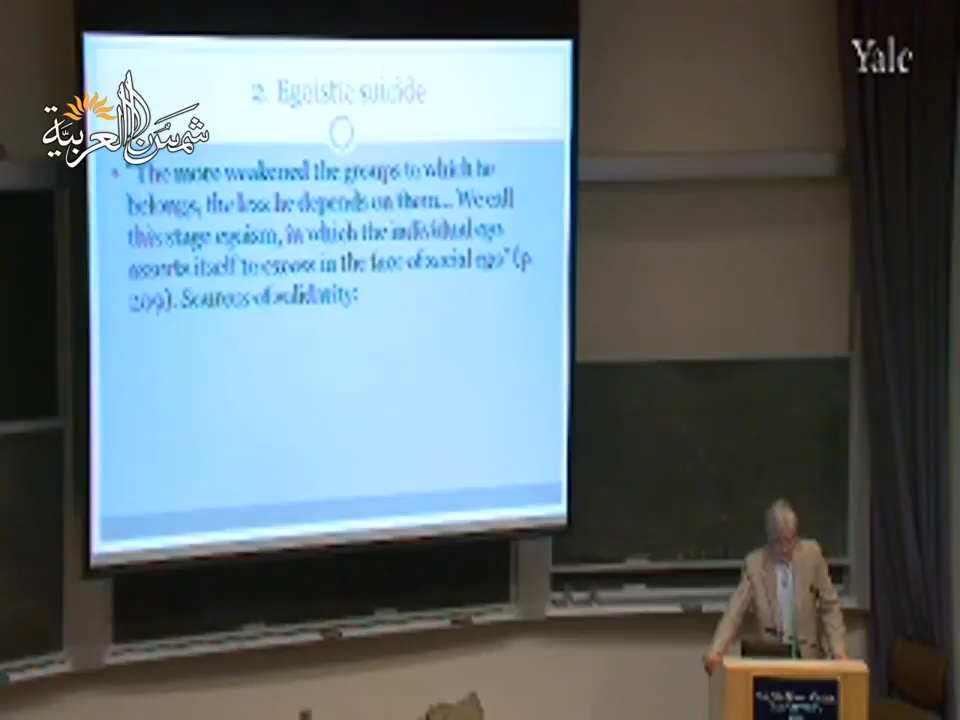 Yale
شمس العربية
2. Egoistic suicide
• "The more weakened the groups to which he
belongs, the less he depends on them... We call
this stage egoism, in which the individual ego
asserts itself to excess in the face of social ego" (p.
209). Sources of solidarity: